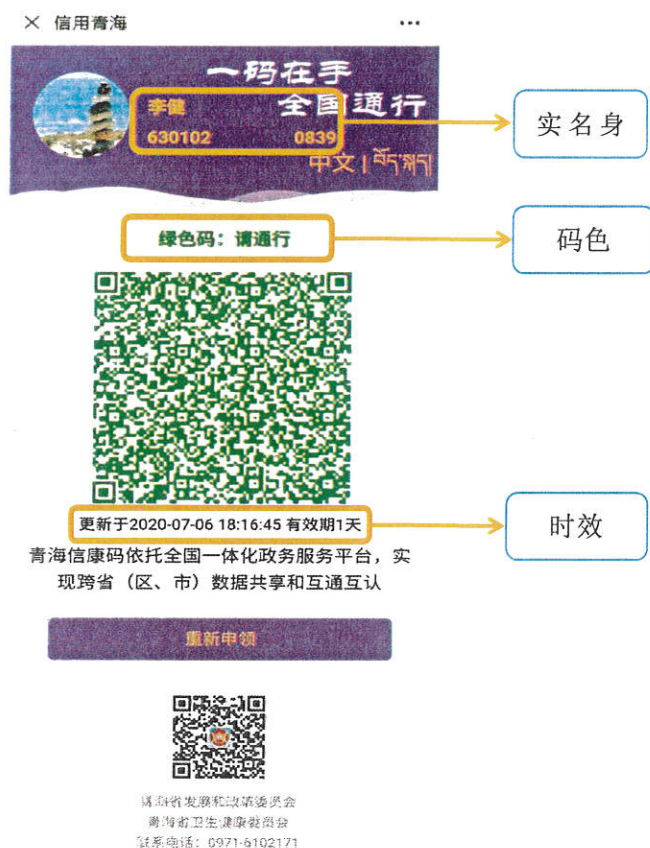 信用青海
一码在手
全国通行
李健
630102 0839
中文 | བོད་སྐད།
实名身
绿色码：请通行
码色
更新于2020-07-06 18:16:45 有效期1天
时效
青海信康码依托全国一体化政务服务平台，实
现跨省（区、市）数据共享和互通互认
重新申领
青海省发展和改革委员会
青海省卫生健康委员会
联系电话：0971-6102171